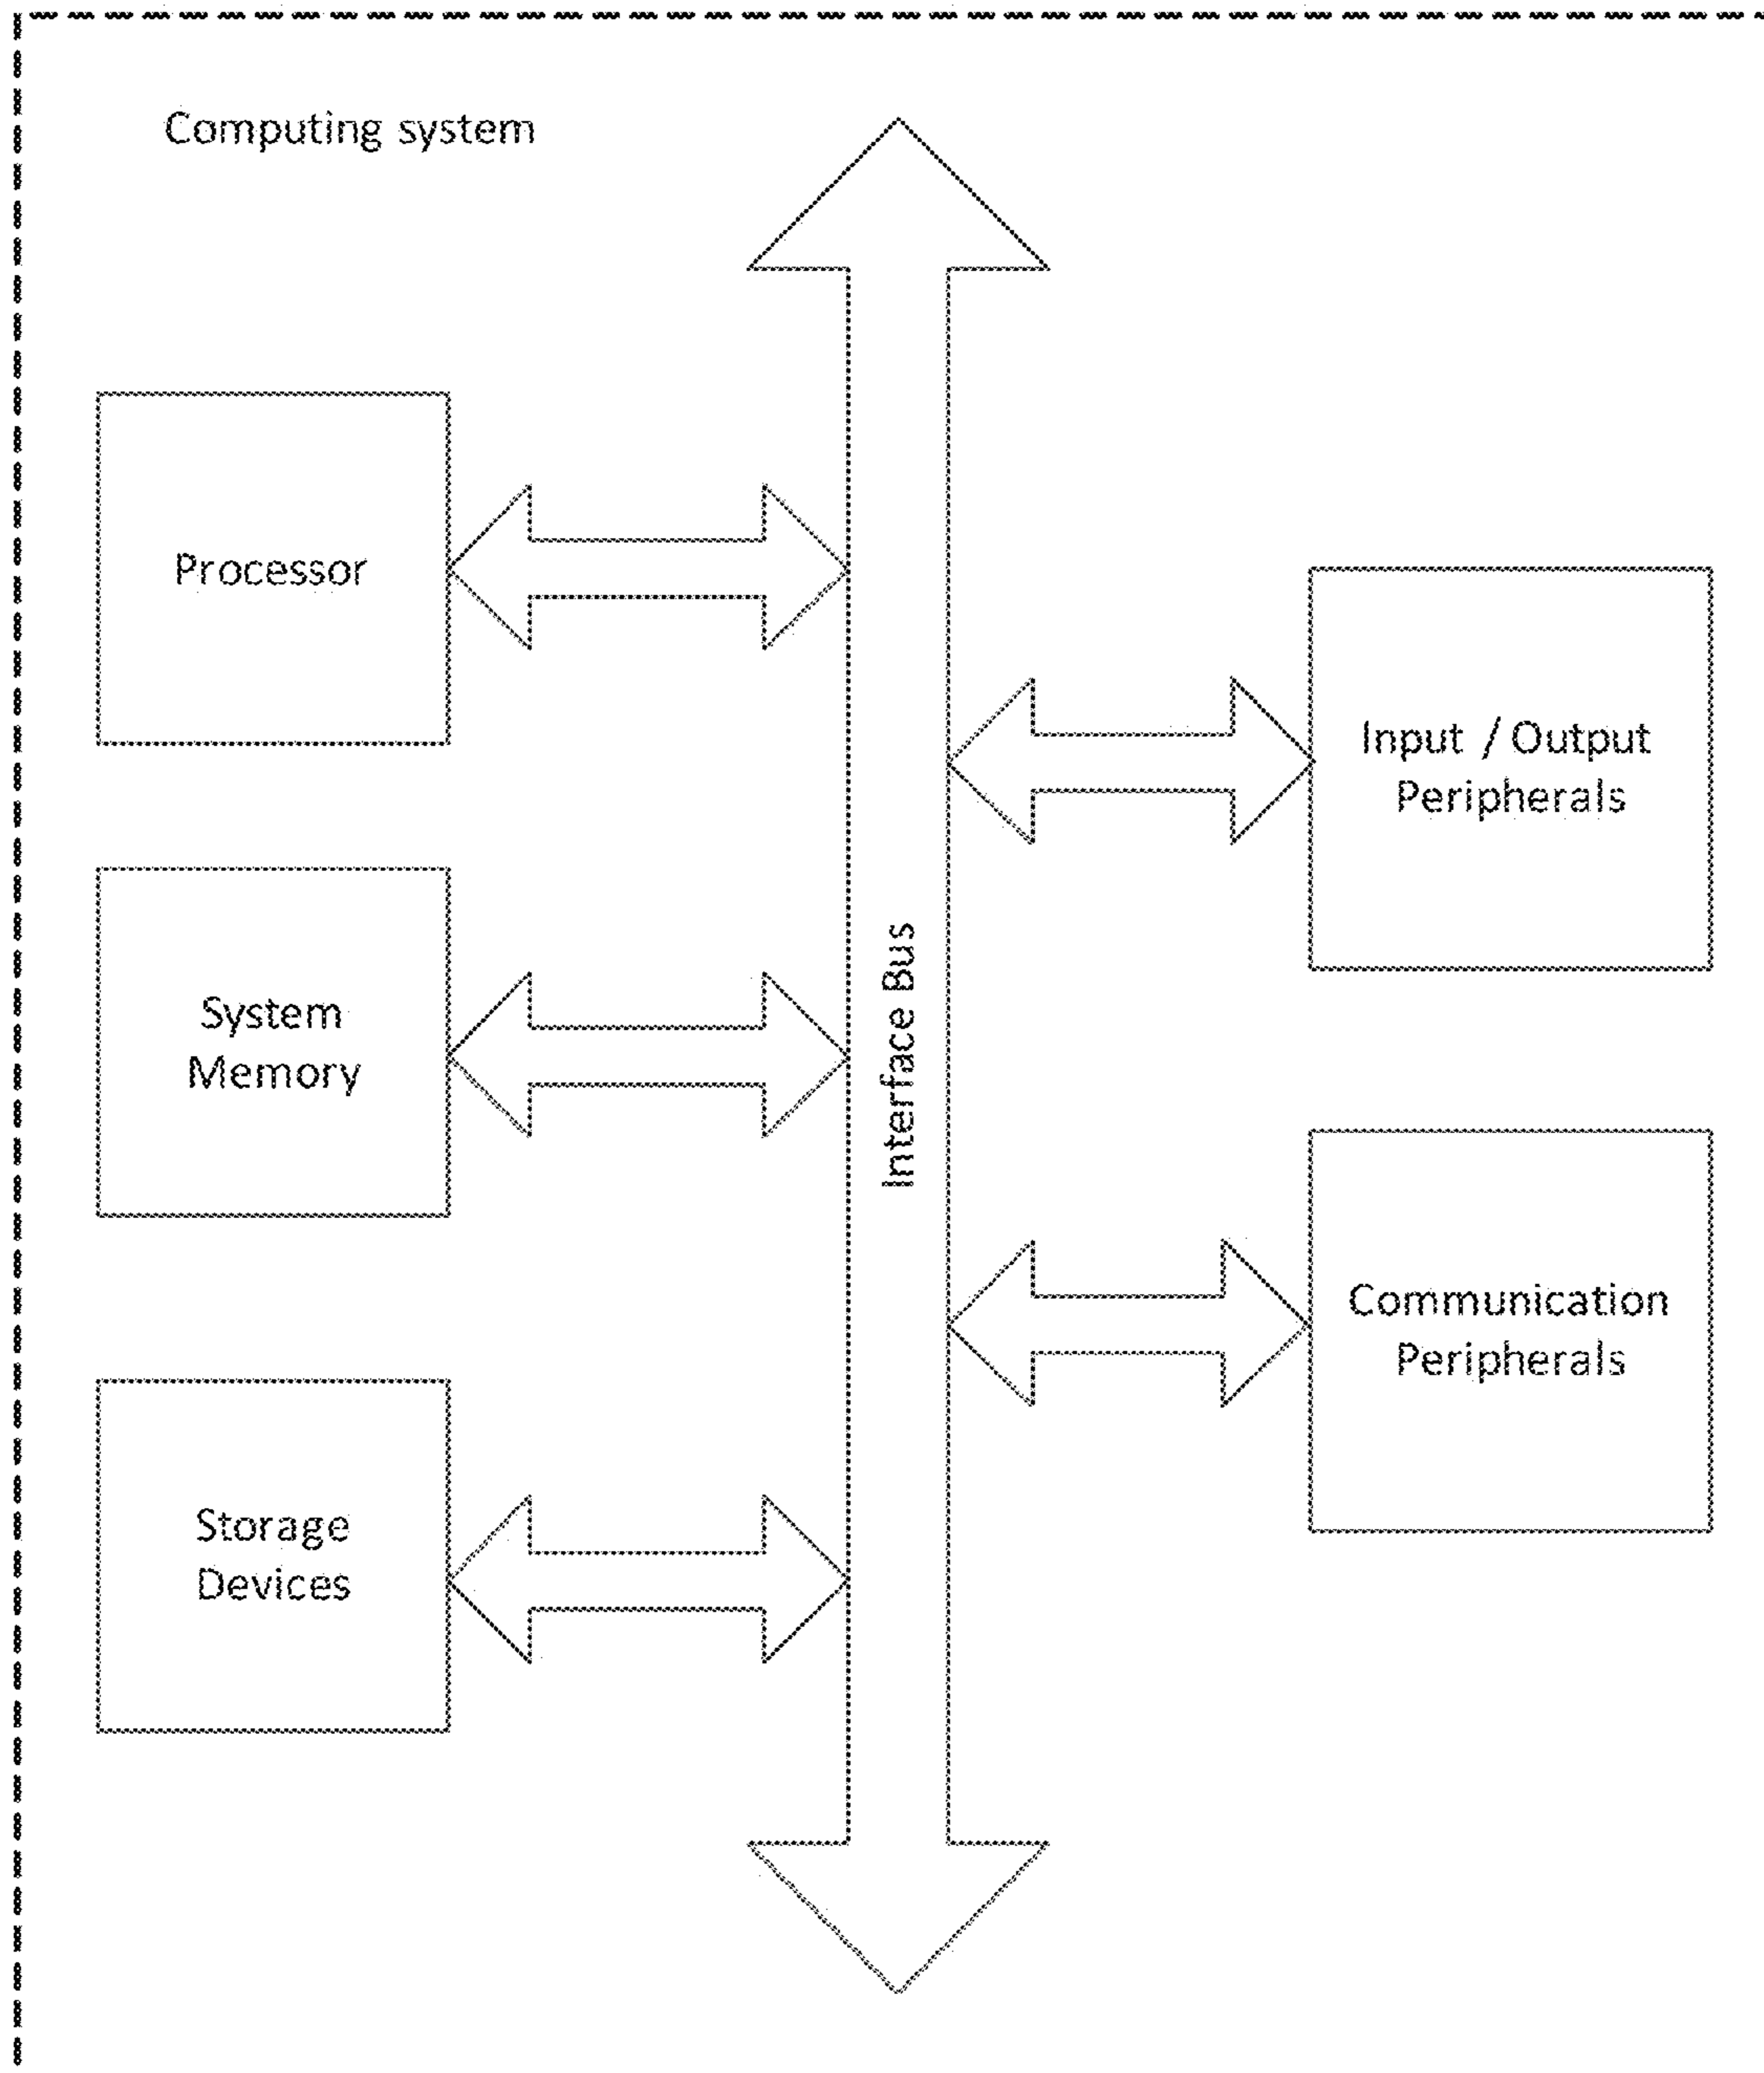 Computing system
Processor
Input / Output
Peripherals
System
Memory
Interface Bus
Communication
Peripherals
Storage
Devices